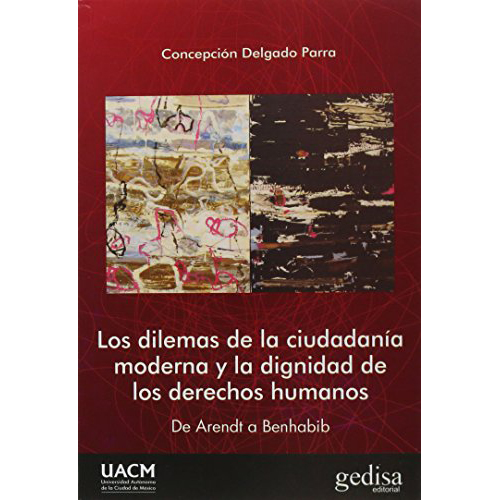 Concepción Delgado Parra
Los dilemas de la ciudadanía
moderna y la dignidad de
los derechos humanos
De Arendt a Benhabib
UACM
Universidad Autónoma
de la Ciudad de México
gedisa
editorial